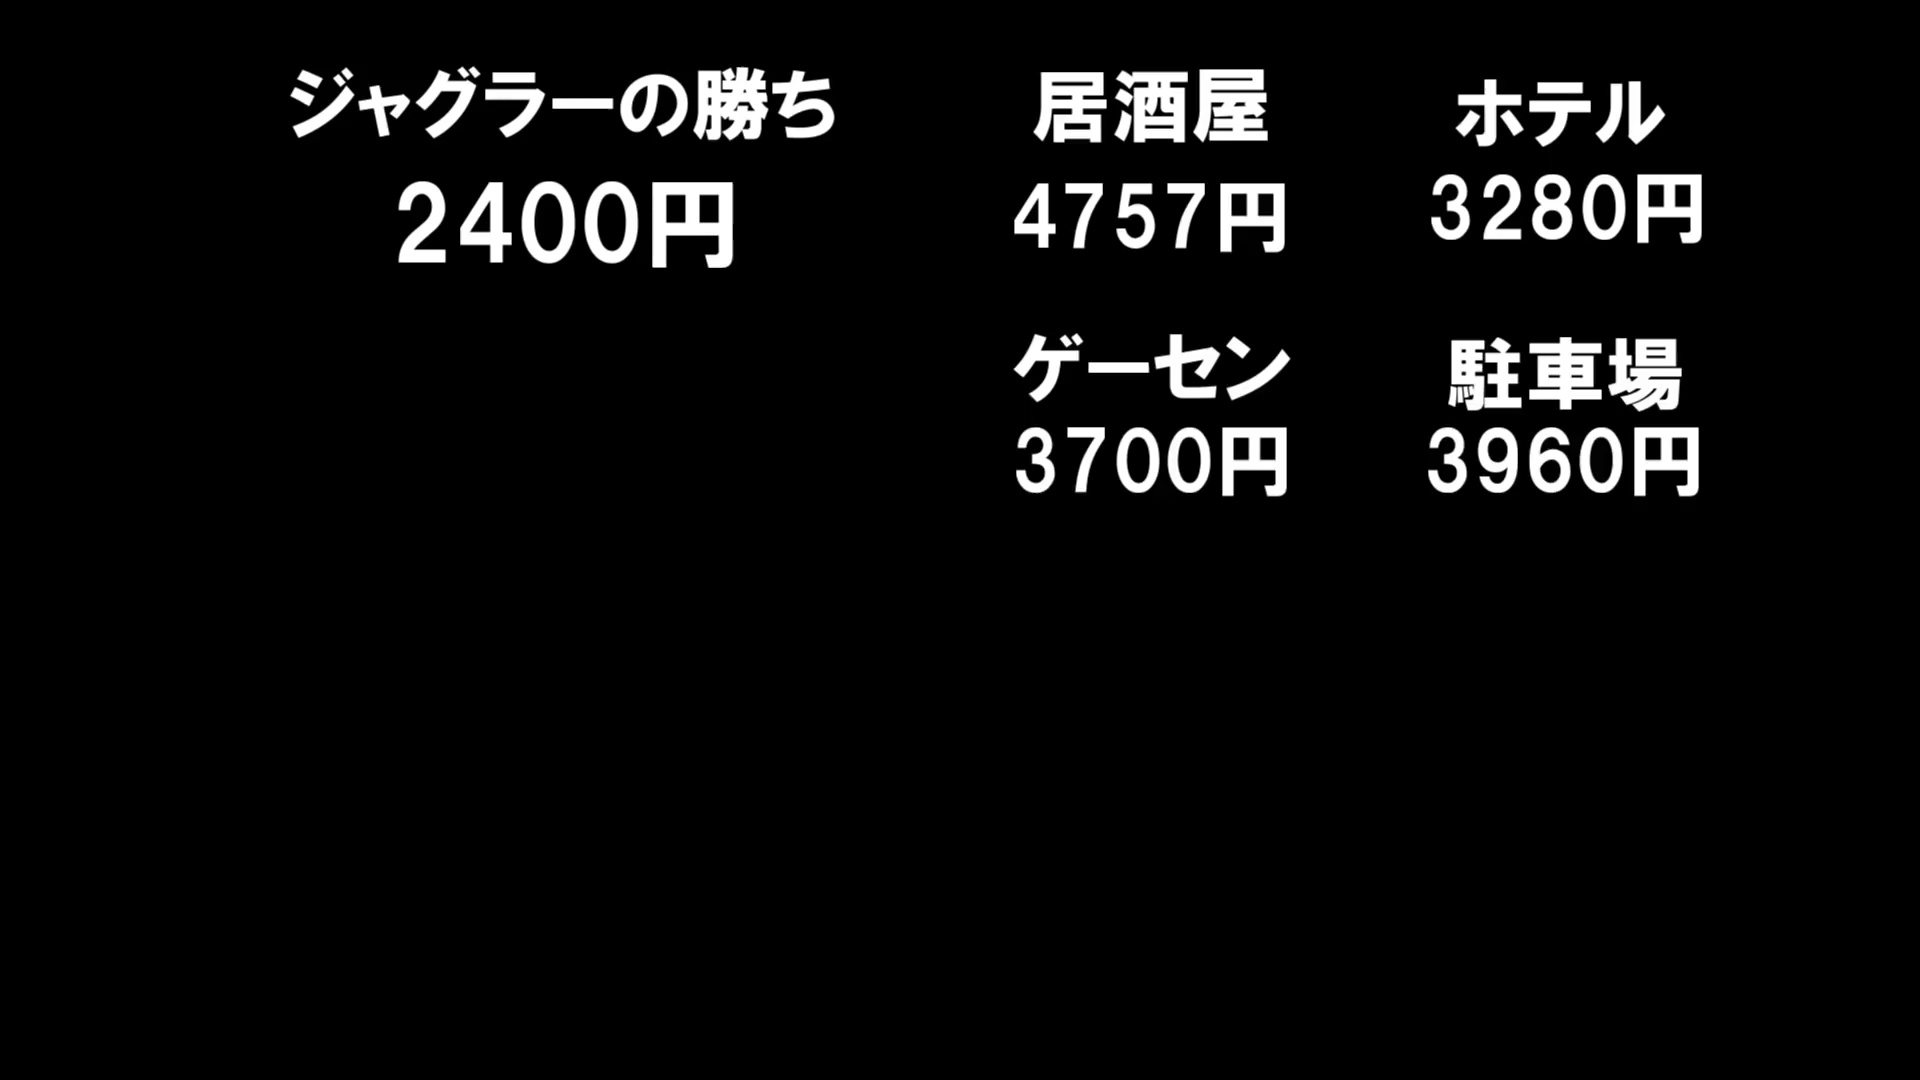 ジャグラーの勝ち
2400円
居酒屋
4757円
ホテル
3280円
ゲーセン
3700円
駐車場
3960円